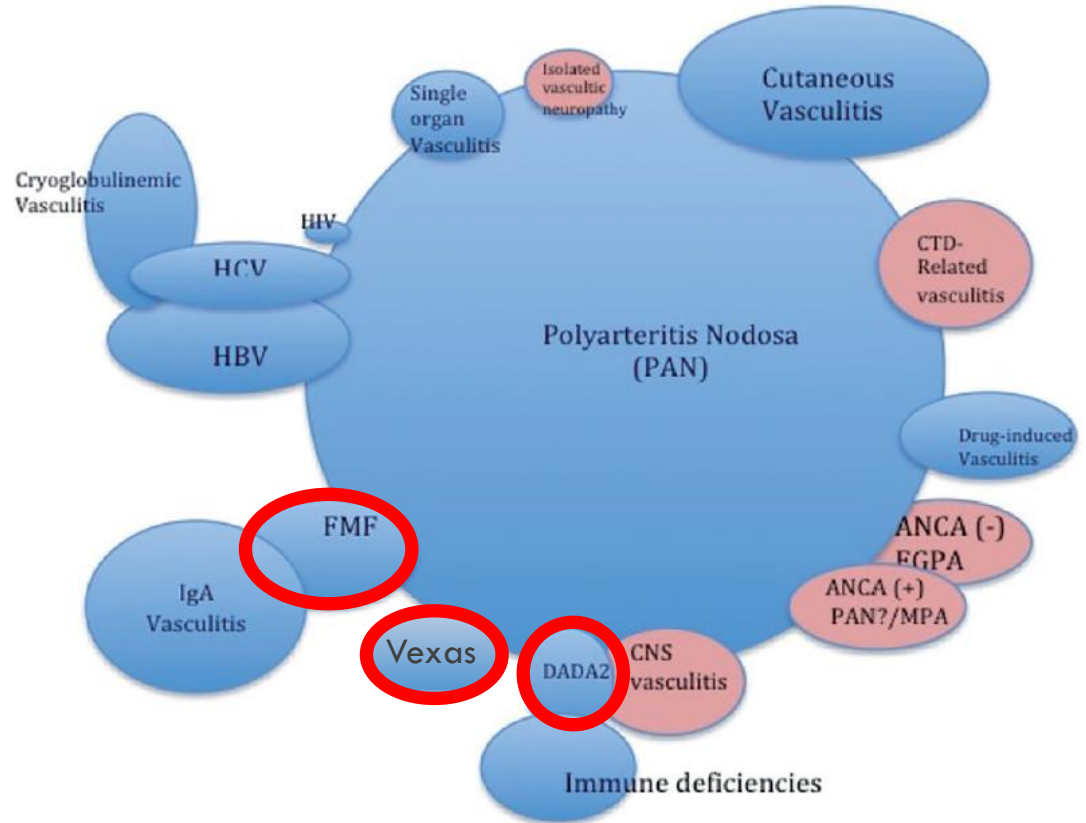 Isolated
vascultic
neuropathy
Single
organ
Vasculitis
Cutaneous
Vasculitis
Cryoglobulinemic
Vasculitis
HIV
HCV
HBV
CTD-
Related
vasculitis
Polyarteritis Nodosa
(PAN)
Drug-induced
Vasculitis
FMF
ANCA (-)
EGPA
ANCA (+)
PAN?/MPA
IgA
Vasculitis
Vexas
DADA2
CNS
vasculitis
Immune deficiencies